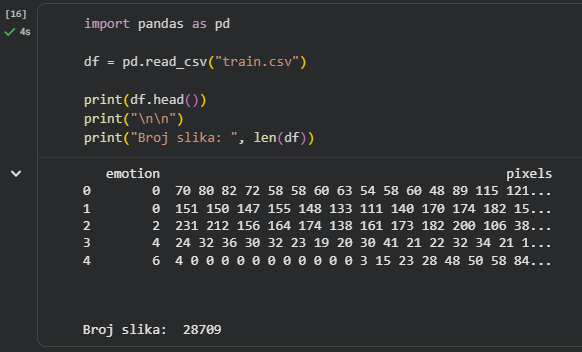 [16]
4s
import pandas as pd
df = pd.read_csv("train.csv")
print(df.head())
print("\n\n")
print("Broj slika: ", len(df))
emotion pixels
0 0 70 80 82 72 58 58 60 63 54 58 60 48 89 115 121...
1 0 151 150 147 155 148 133 111 140 170 174 182 15...
2 2 231 212 156 164 174 138 161 173 182 200 106 38...
3 4 24 32 36 30 32 23 19 20 30 41 21 22 32 34 21 1...
4 6 4 0 0 0 0 0 0 0 0 0 0 0 3 15 23 28 48 50 58 84...
Broj slika:  28709